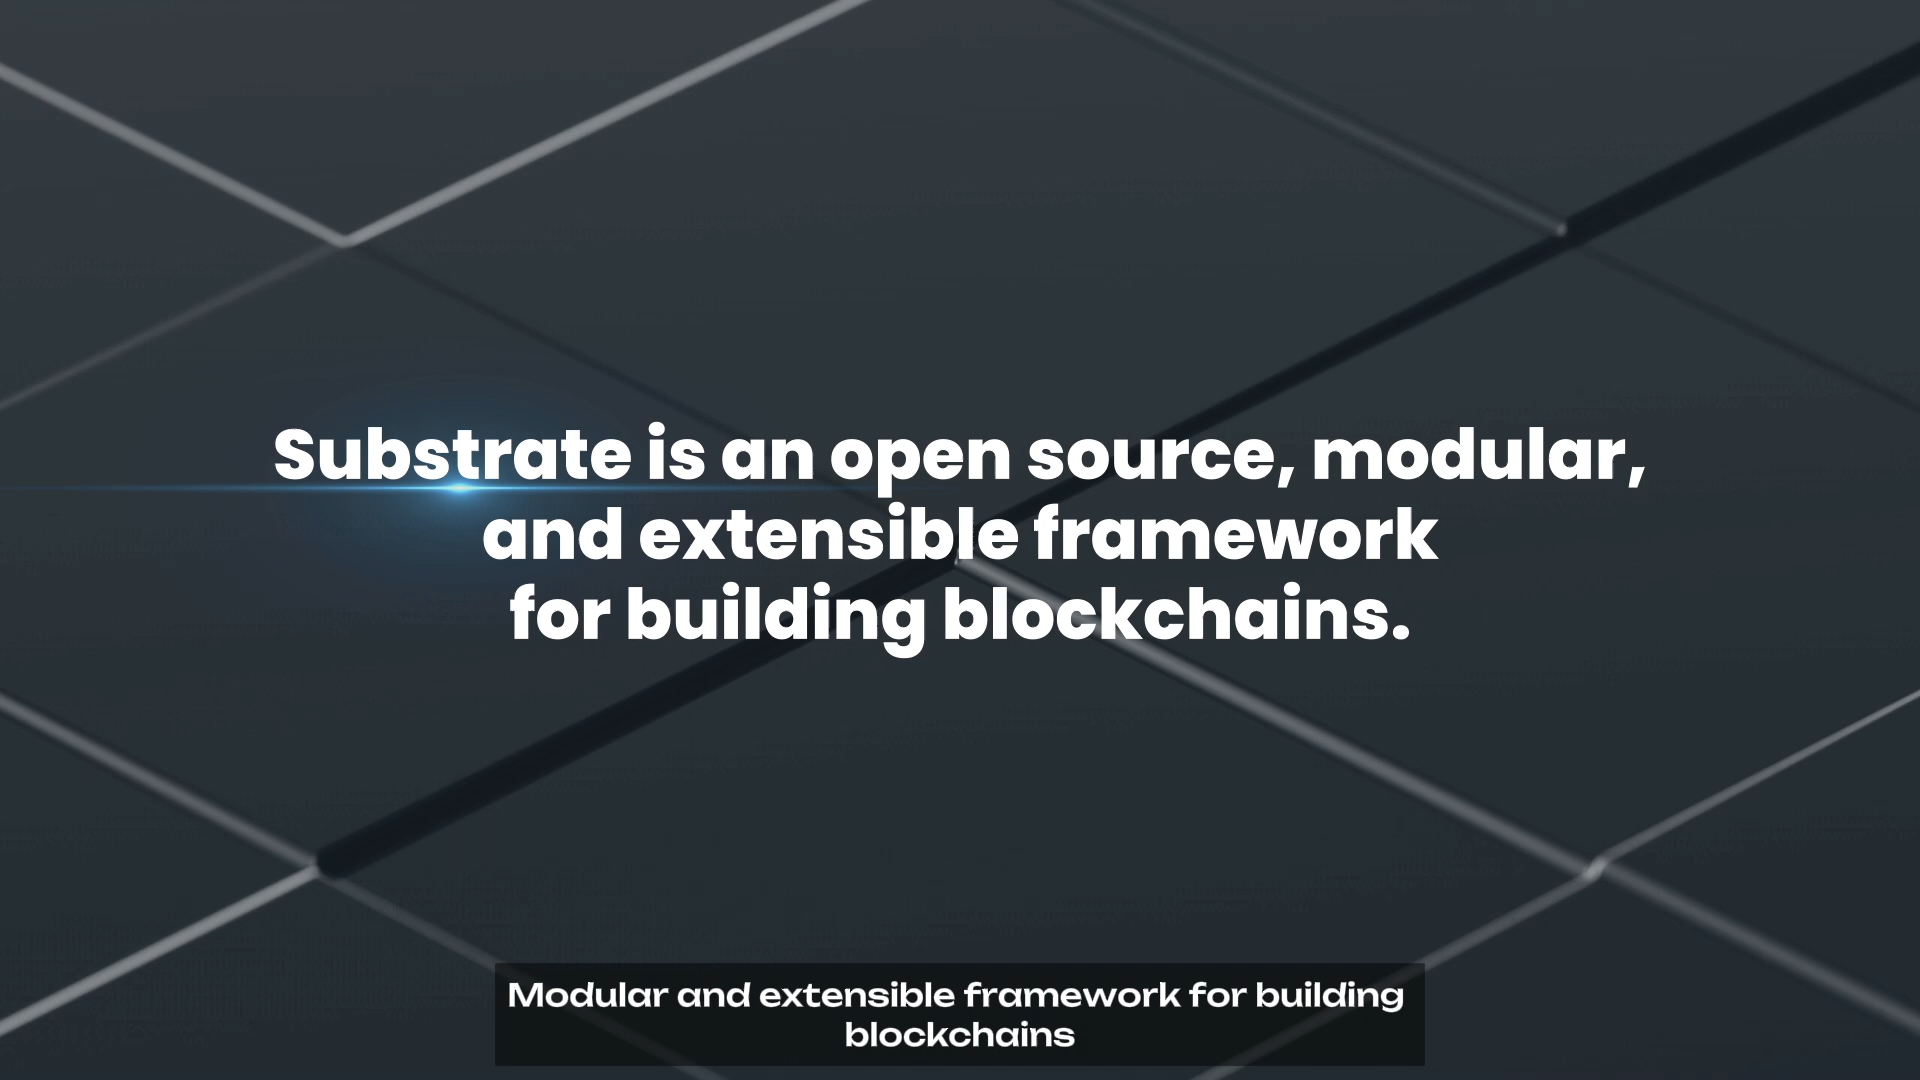 Substrate is an open source, modular,
and extensible framework
for building blockchains.
Modular and extensible framework for building
blockchains